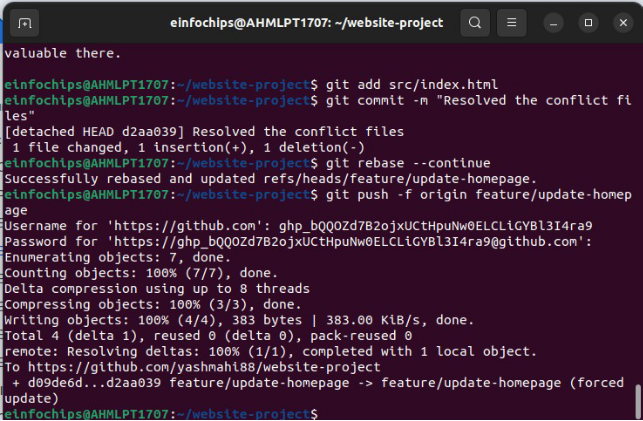 einfochips@AHMLPT1707: ~/website-project
valuable there.
einfochips@AHMLPT1707:~/website-project$ git add src/index.html
einfochips@AHMLPT1707:~/website-project$ git commit -m "Resolved the conflict fi
les"
[detached HEAD d2aa039] Resolved the conflict files
1 file changed, 1 insertion(+), 1 deletion(-)
einfochips@AHMLPT1707:~/website-project$ git rebase --continue
Successfully rebased and updated refs/heads/feature/update-homepage.
einfochips@AHMLPT1707:~/website-project$ git push -f origin feature/update-homep
age
Username for 'https://github.com':
Password for
Enumerating objects: 7, done.
Counting objects: 100% (7/7), done.
Delta compression using up to 8 threads
Compressing objects: 100% (3/3), done.
Writing objects: 100% (4/4), 383 bytes | 383.00 KiB/s, done.
Total 4 (delta 1), reused 0 (delta 0), pack-reused 0
remote: Resolving deltas: 100% (1/1), completed with 1 local object.
To https://github.com/yashmahi88/website-project
+ d09de6d...d2aa039 feature/update-homepage -> feature/update-homepage (forced
update)
einfochips@AHMLPT1707:~/website-project$